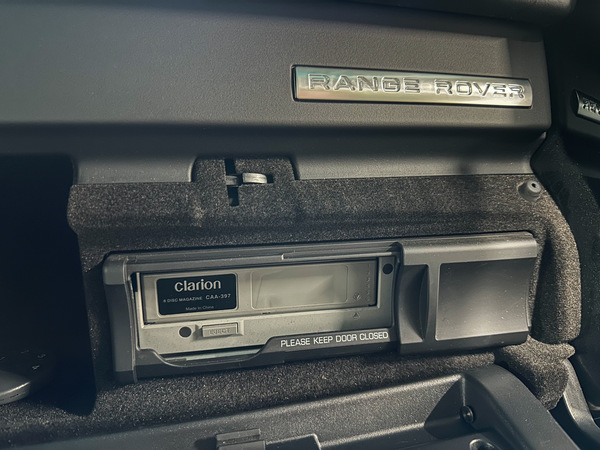 RANGE ROVER
clarion
6 DISC MAGAZINE CAA-397
Made in China
EJECT
PLEASE KEEP DOOR CLOSED